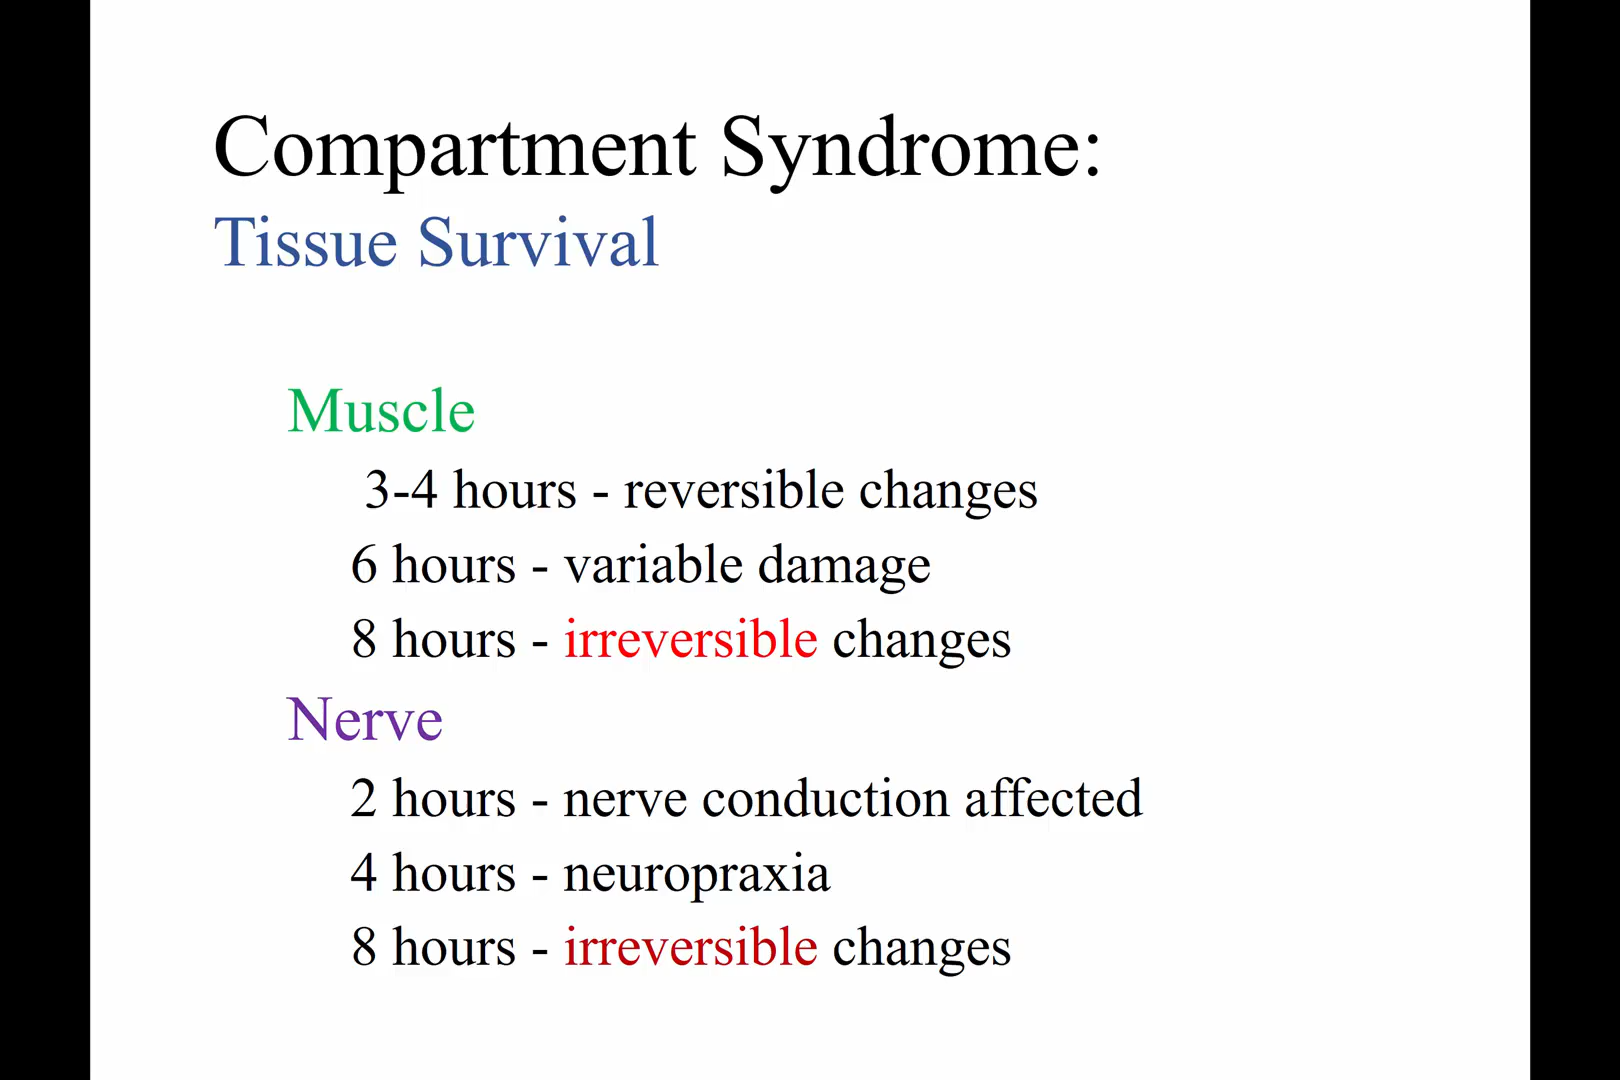 Compartment Syndrome:
Tissue Survival
Muscle
3-4 hours - reversible changes
6 hours - variable damage
8 hours - irreversible changes
Nerve
2 hours - nerve conduction affected
4 hours - neuropraxia
8 hours - irreversible changes